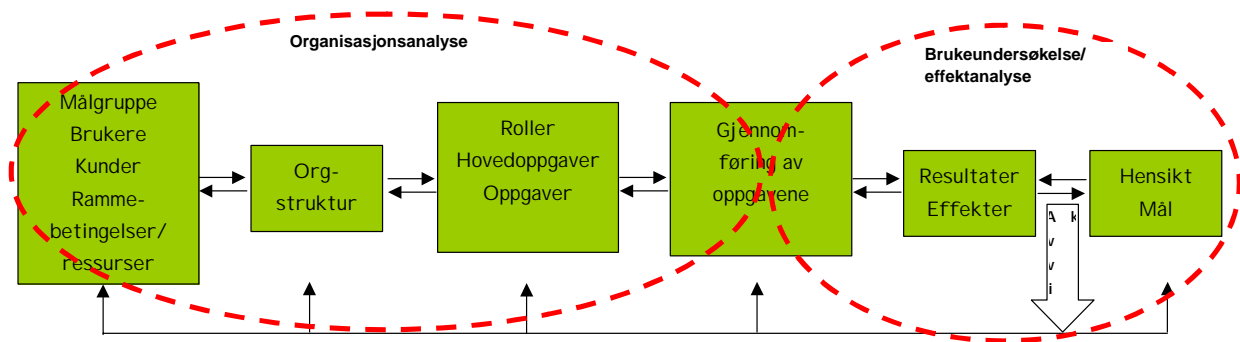 Organisasjonsanalyse
Brukeundersøkelse/
effektanalyse
Målgruppe
Brukere
Kunder
Ramme-
betingelser/
ressurser
Org-
struktur
Roller
Hovedoppgaver
Oppgaver
Gjennom-
føring av
oppgavene
Resultater
Effekter
Hensikt
Mål
A k
v
v
i